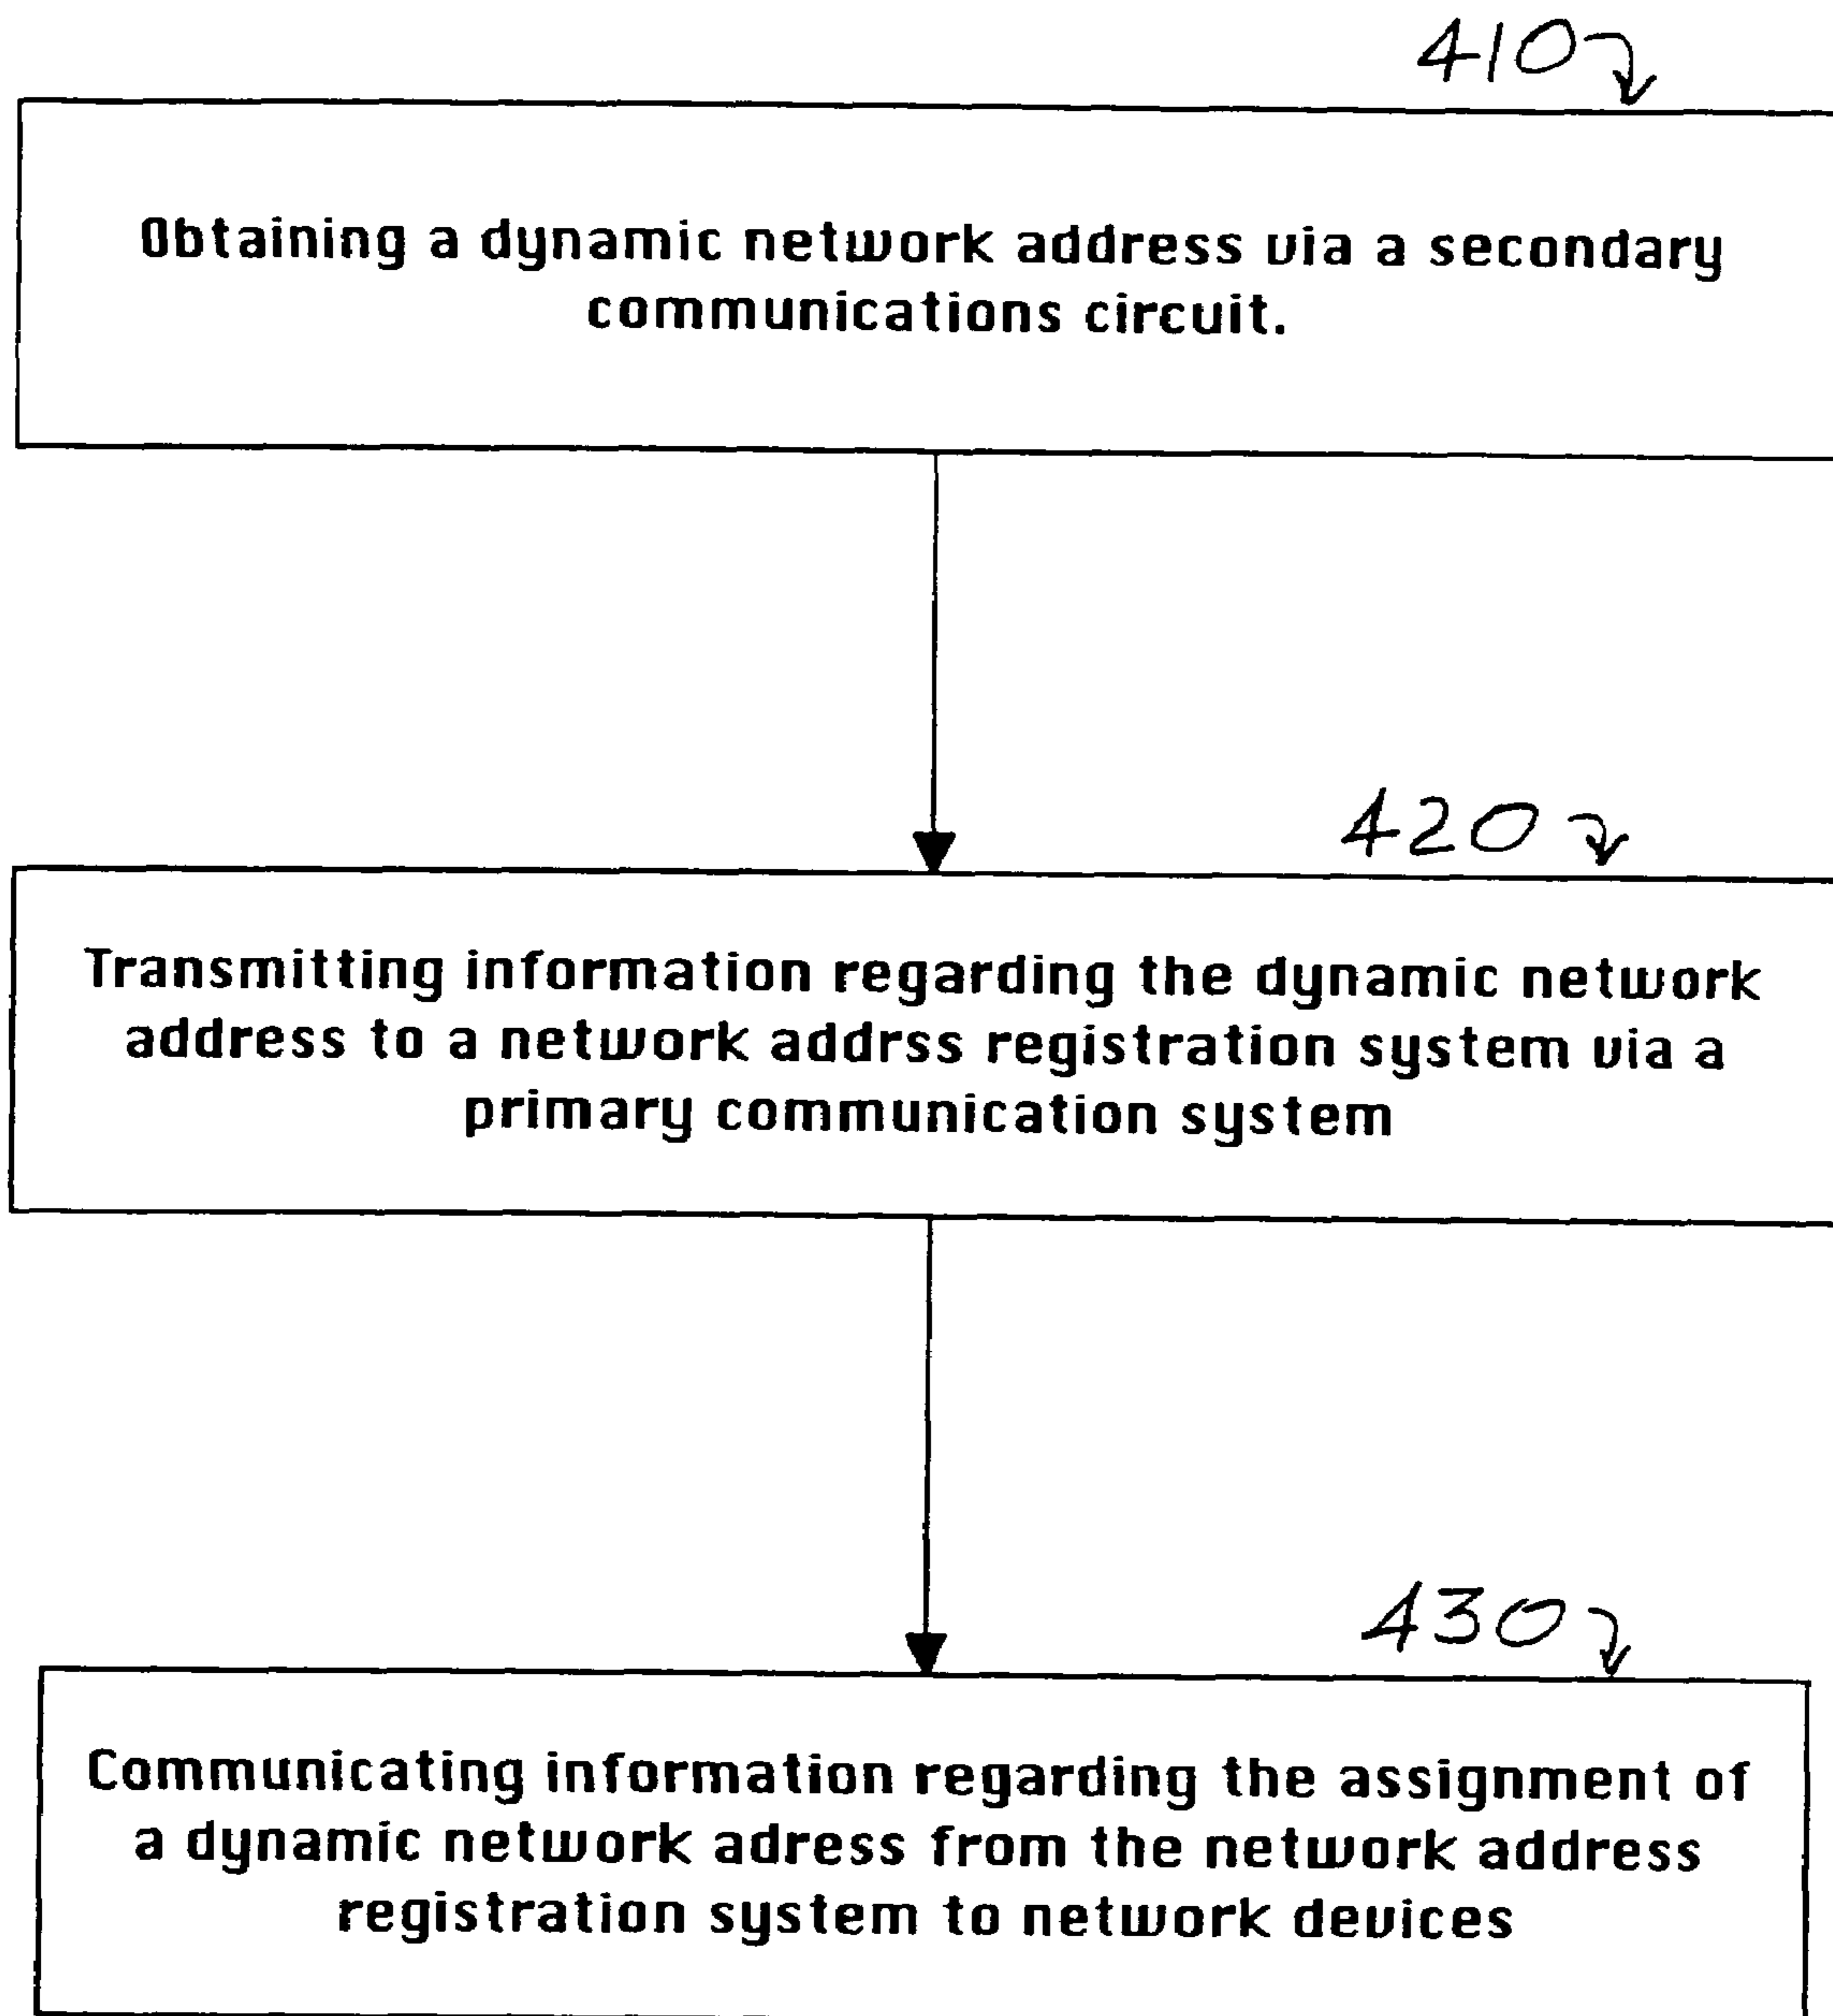 410
Obtaining a dynamic network address via a secondary
communications circuit.
420
Transmitting information regarding the dynamic network
address to a network addrss registration system via a
primary communication system
430
Communicating information regarding the assignment of
a dynamic network adress from the network address
registration system to network devices